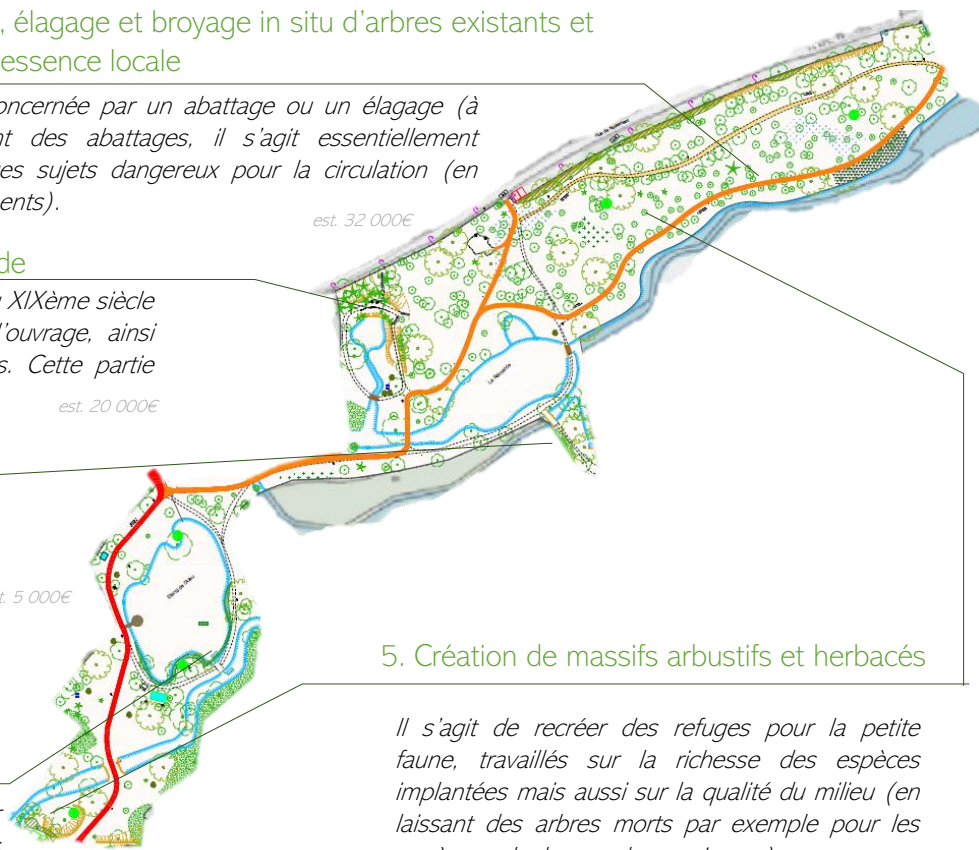 , élagage et broyage in situ d'arbres existants et
essence locale
oncernée par un abattage ou un élagage (à
nt des abattages, il s'agit essentiellement
es sujets dangereux pour la circulation (en
ents).
est. 32 000€
de
u XIXème siècle
l'ouvrage, ainsi
s. Cette partie
est. 20 000€
t. 5 000€
5. Création de massifs arbustifs et herbacés
Il s'agit de recréer des refuges pour la petite
faune, travaillés sur la richesse des espèces
implantées mais aussi sur la qualité du milieu (en
laissant des arbres morts par exemple pour les